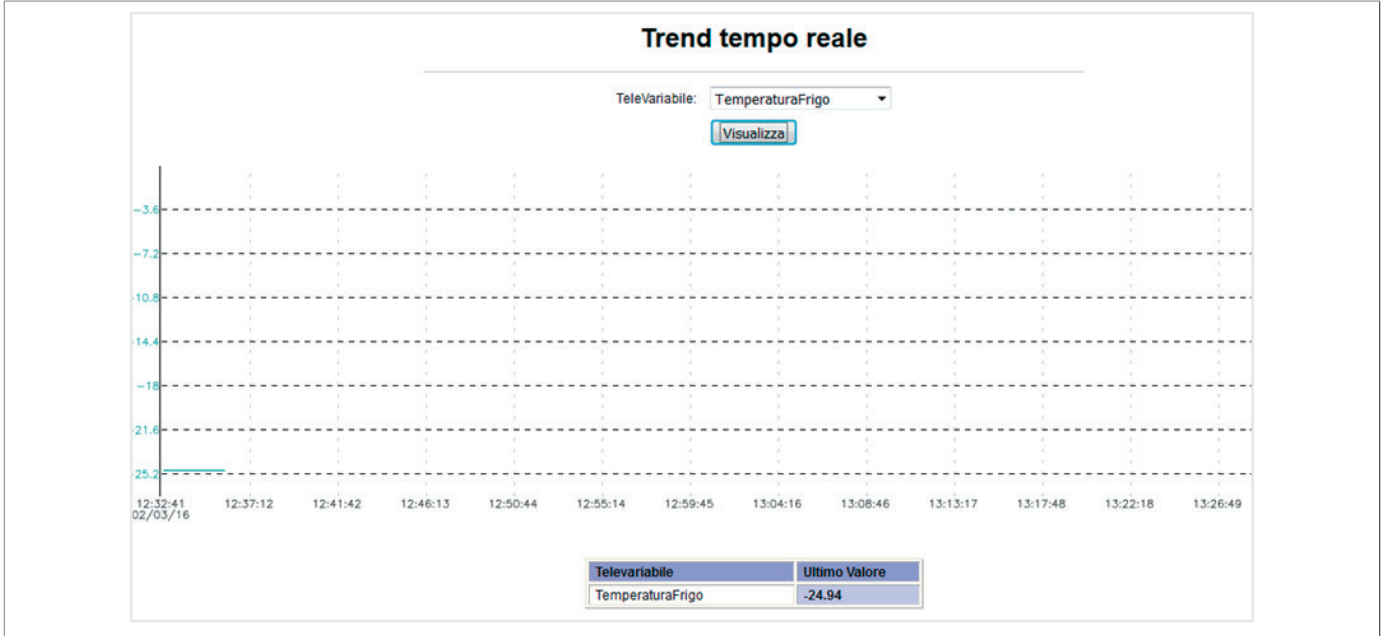 Trend tempo reale
TeleVariabile: TemperaturaFrigo
Visualizza
-3.6
-7.2
10.8
14.4
-18
21.6
25.2
12:32:41 12:37:12 12:41:42 12:46:13 12:50:44 12:55:14 12:59:45 13:04:16 13:08:46 13:13:17 13:17:48 13:22:18 13:26:49
02/03/16
Televariabile Ultimo Valore
TemperaturaFrigo -24.94